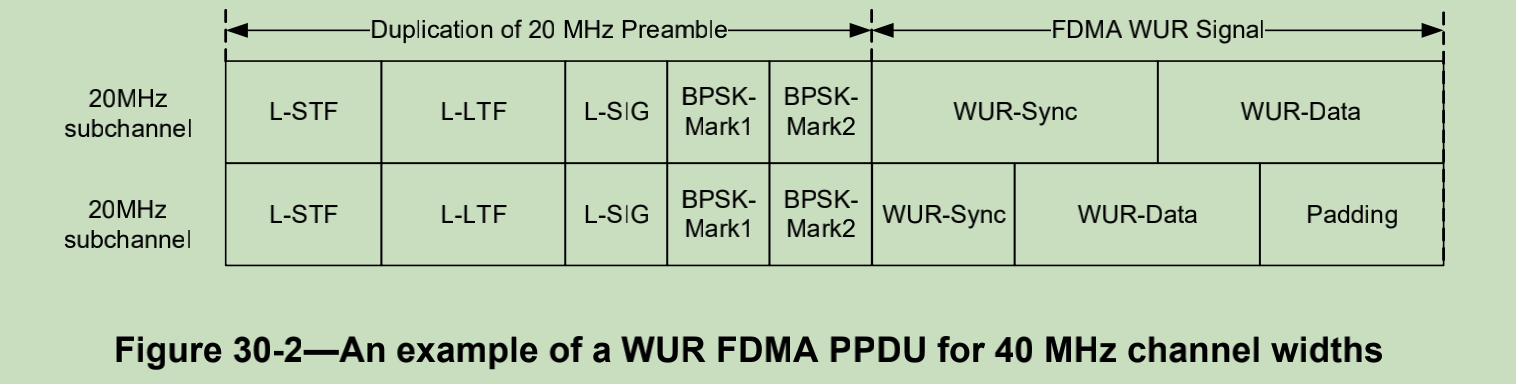 Duplication of 20 MHz Preamble FDMA WUR Signal
20MHz
subchannel
L-STF L-LTF L-SIG BPSK-
Mark1 BPSK-
Mark2 WUR-Sync WUR-Data
20MHz
subchannel
L-STF L-LTF L-SIG BPSK-
Mark1 BPSK-
Mark2 WUR-Sync WUR-Data Padding
Figure 30-2—An example of a WUR FDMA PPDU for 40 MHz channel widths